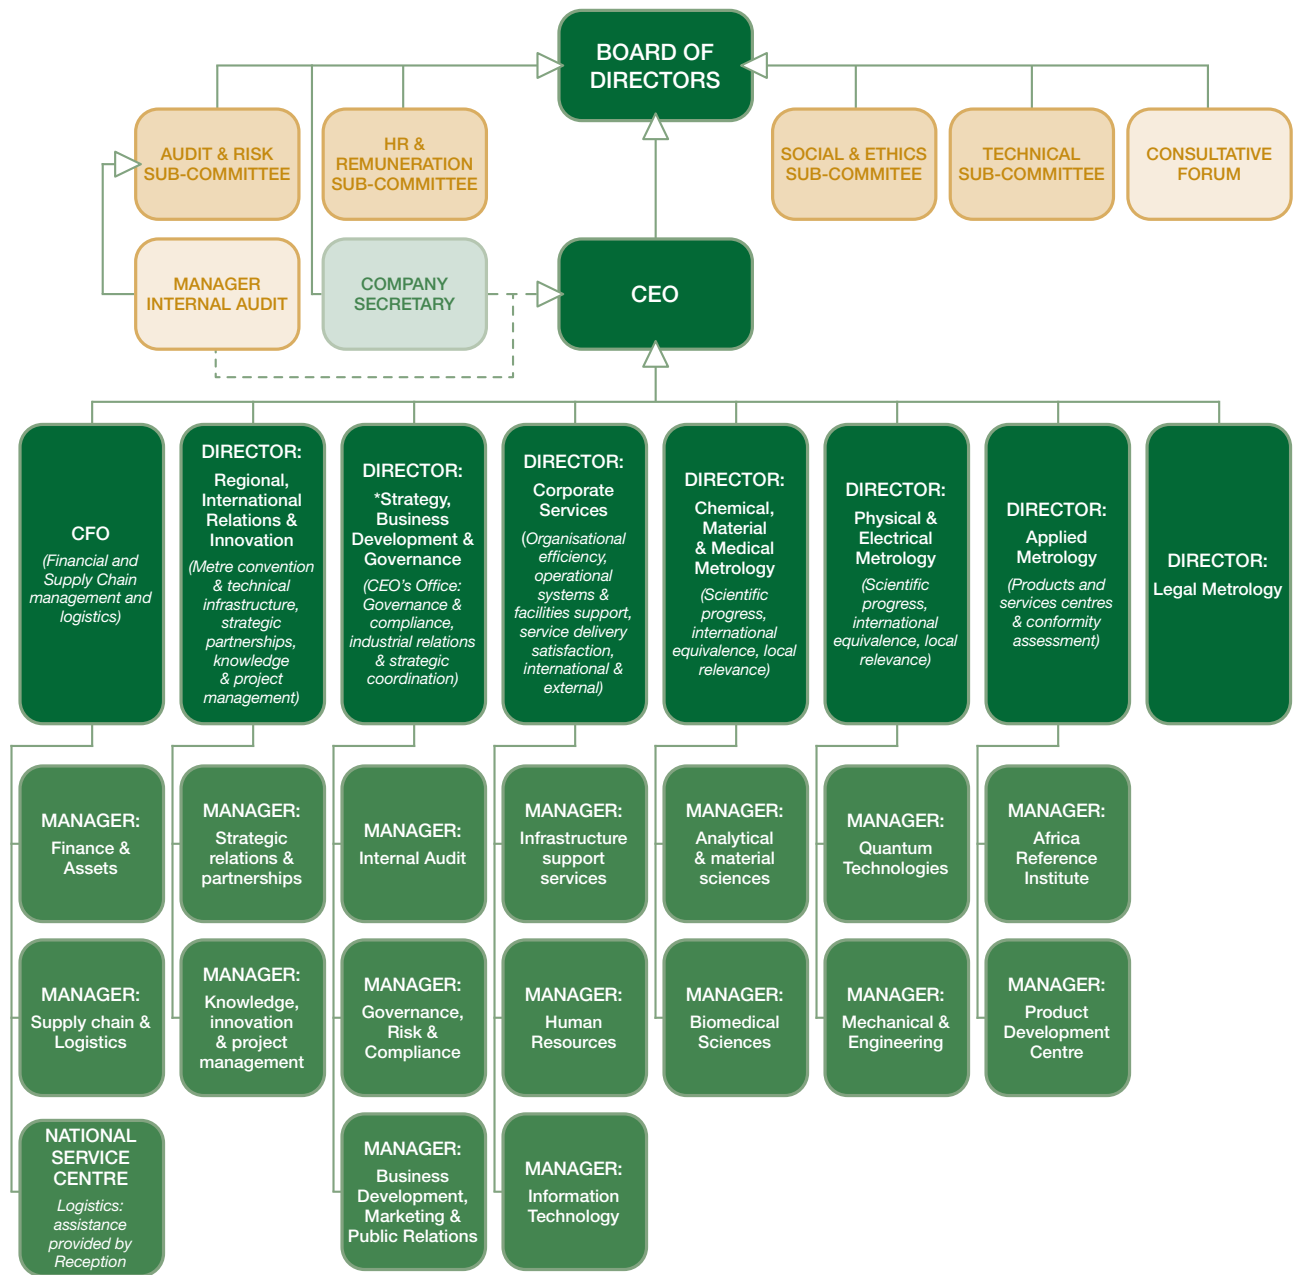 BOARD OF
DIRECTORS
AUDIT & RISK
SUB-COMMITTEE
HR &
REMUNERATION
SUB-COMMITTEE
SOCIAL & ETHICS
SUB-COMMITEE
TECHNICAL
SUB-COMMITTEE
CONSULTATIVE
FORUM
MANAGER
INTERNAL AUDIT
COMPANY
SECRETARY
CEO
CFO
(Financial and
Supply Chain
management and
logistics)
DIRECTOR:
Regional,
International
Relations &
Innovation
(Metre convention
& technical
infrastructure,
strategic
partnerships,
knowledge
& project
management)
DIRECTOR:
*Strategy,
Business
Development &
Governance
(CEO’s Office:
Governance &
compliance,
industrial relations
& strategic
coordination)
DIRECTOR:
Corporate
Services
(Organisational
efficiency,
operational
systems &
facilities support,
service delivery
satisfaction,
international &
external)
DIRECTOR:
Chemical,
Material
& Medical
Metrology
(Scientific
progress,
international
equivalence, local
relevance)
DIRECTOR:
Physical &
Electrical
Metrology
(Scientific
progress,
international
equivalence, local
relevance)
DIRECTOR:
Applied
Metrology
(Products and
services centres
& conformity
assessment)
DIRECTOR:
Legal Metrology
MANAGER:
Finance &
Assets
MANAGER:
Strategic
relations &
partnerships
MANAGER:
Internal Audit
MANAGER:
Infrastructure
support
services
MANAGER:
Analytical
& material
sciences
MANAGER:
Quantum
Technologies
MANAGER:
Africa
Reference
Institute
MANAGER:
Supply chain &
Logistics
MANAGER:
Knowledge,
innovation
& project
management
MANAGER:
Governance,
Risk &
Compliance
MANAGER:
Human
Resources
MANAGER:
Biomedical
Sciences
MANAGER:
Mechanical &
Engineering
MANAGER:
Product
Development
Centre
NATIONAL
SERVICE
CENTRE
Logistics:
assistance
provided by
Reception
MANAGER:
Business
Development,
Marketing &
Public Relations
MANAGER:
Information
Technology